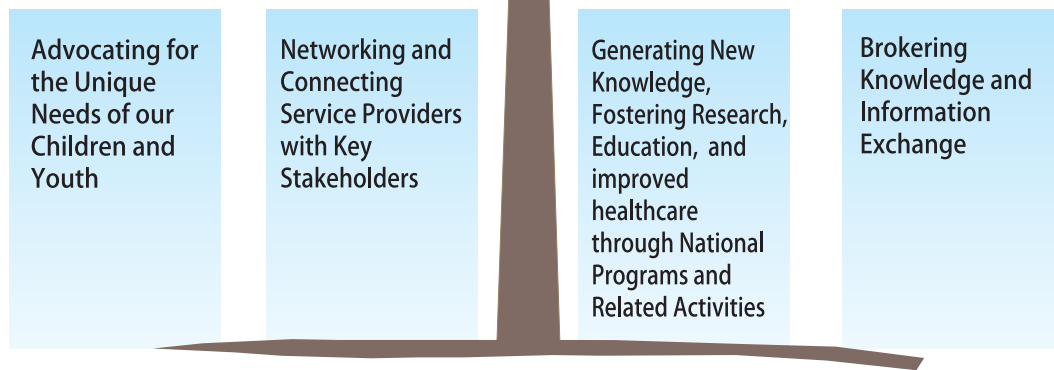 Advocating for
the Unique
Needs of our
Children and
Youth
Networking and
Connecting
Service Providers
with Key
Stakeholders
Generating New
Knowledge,
Fostering Research,
Education, and
improved
healthcare
through National
Programs and
Related Activities
Brokering
Knowledge and
Information
Exchange